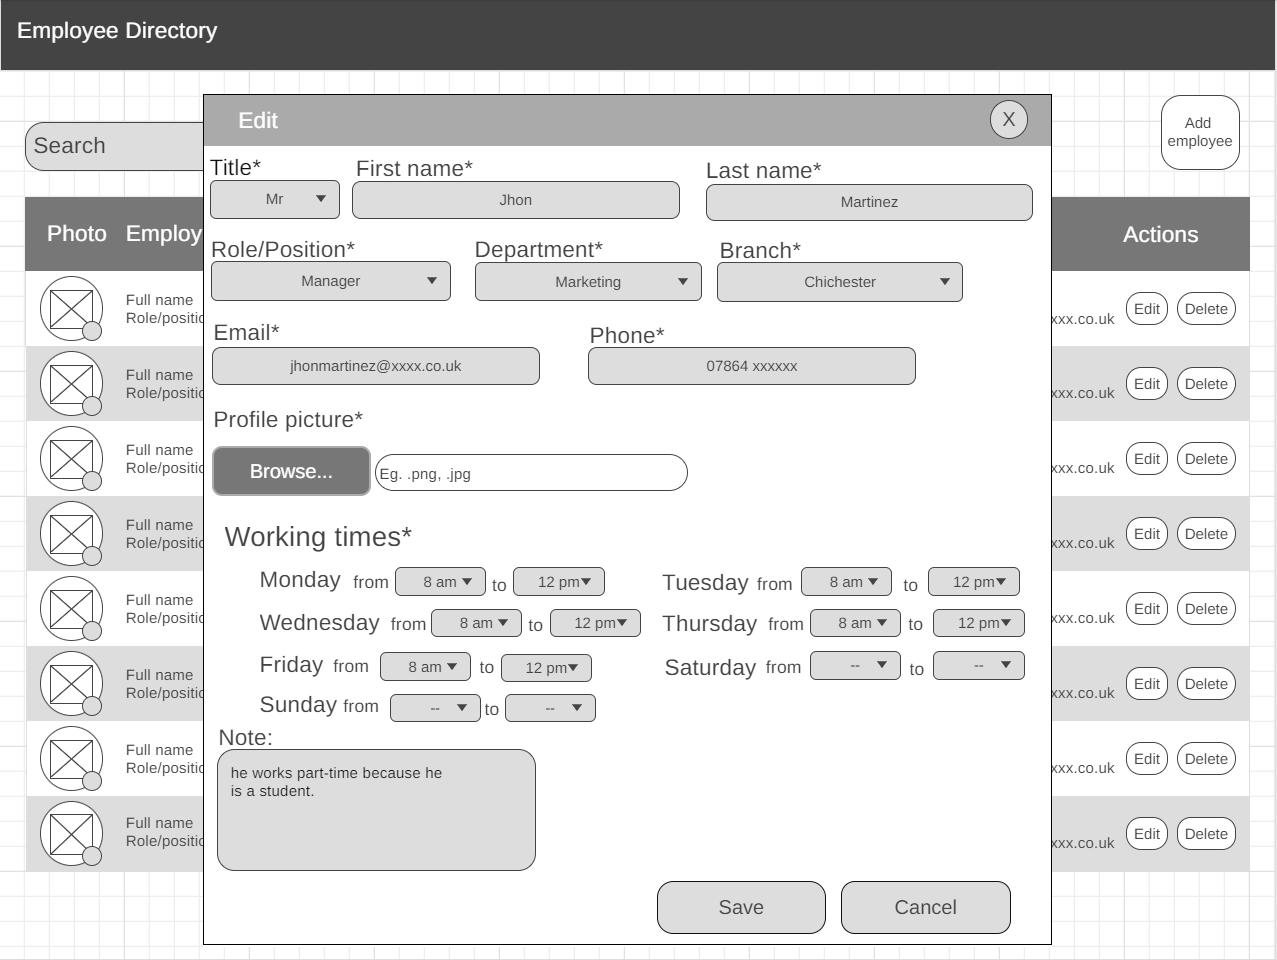 Employee Directory
Search
Add
employee
Edit
X
Title*
First name*
Last name*
Mr
Jhon
Martinez
Role/Position*
Department*
Branch*
Manager
Marketing
Chichester
Email*
Phone*
jhonmartinez@xxxx.co.uk
07864 xxxxxx
Profile picture*
Browse...
Eg. .png, .jpg
Working times*
Monday from 8 am to 12 pm
Tuesday from 8 am to 12 pm
Wednesday from 8 am to 12 pm
Thursday from 8 am to 12 pm
Friday from 8 am to 12 pm
Saturday from -- to --
Sunday from -- to --
Note:
he works part-time because he
is a student.
Save
Cancel
Photo Employ
Actions
Full name
Role/positio
xxx.co.uk Edit Delete
Full name
Role/positio
xxx.co.uk Edit Delete
Full name
Role/positio
xxx.co.uk Edit Delete
Full name
Role/positio
xxx.co.uk Edit Delete
Full name
Role/positio
xxx.co.uk Edit Delete
Full name
Role/positio
xxx.co.uk Edit Delete
Full name
Role/positio
xxx.co.uk Edit Delete
Full name
Role/positio
xxx.co.uk Edit Delete